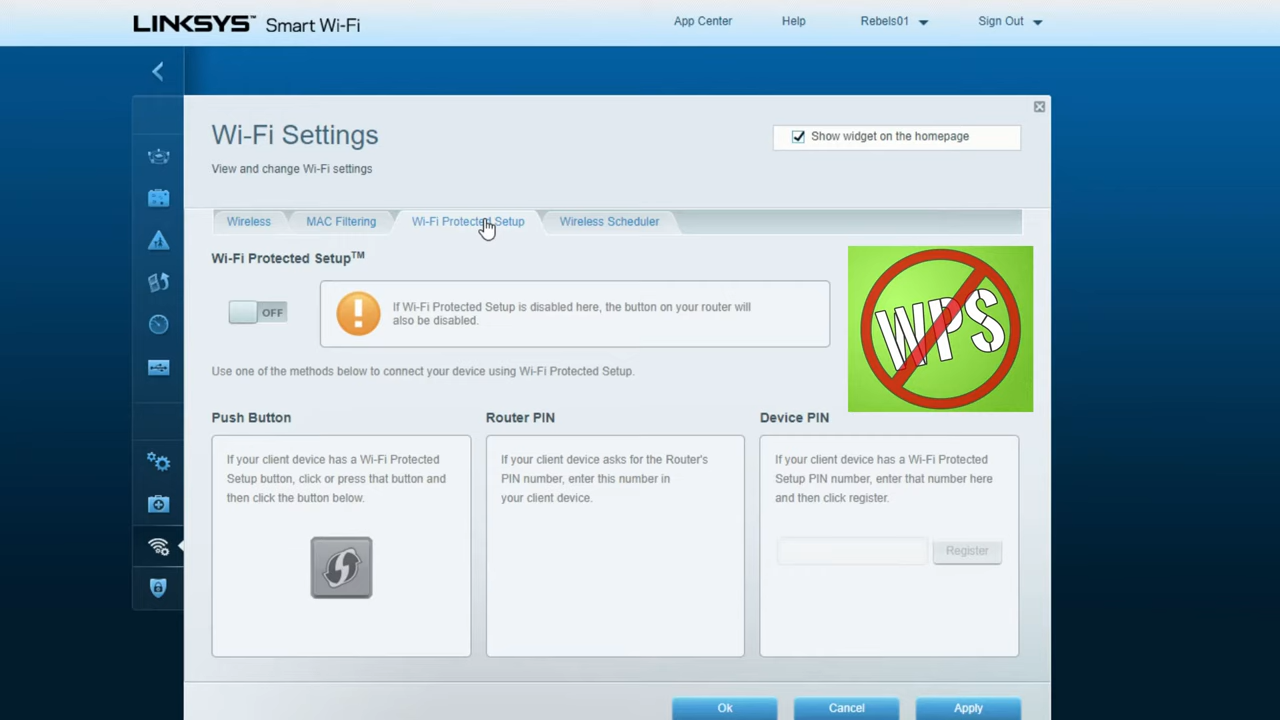 LINKSYS™ Smart Wi-Fi
App Center
Help
Rebels01
Sign Out
Wi-Fi Settings
Show widget on the homepage
View and change Wi-Fi settings
Wireless
MAC Filtering
Wi-Fi Protected Setup
Wireless Scheduler
Wi-Fi Protected Setup™
OFF
If Wi-Fi Protected Setup is disabled here, the button on your router will
also be disabled.
WPS
Use one of the methods below to connect your device using Wi-Fi Protected Setup.
Push Button
If your client device has a Wi-Fi Protected
Setup button, click or press that button and
then click the button below.
Router PIN
If your client device asks for the Router's
PIN number, enter this number in
your client device.
Device PIN
If your client device has a Wi-Fi Protected
Setup PIN number, enter that number here
and then click register.
Register
Ok
Cancel
Apply